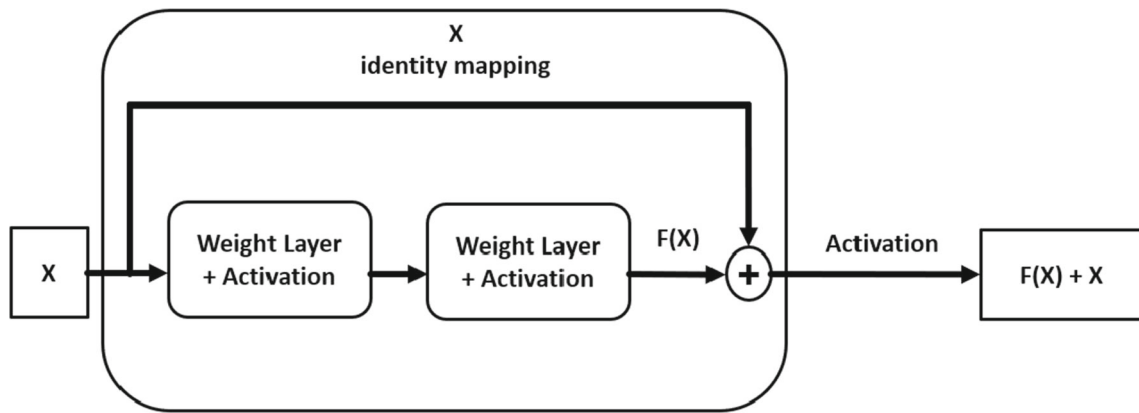 X
identity mapping
X
Weight Layer
+ Activation
Weight Layer
+ Activation
F(X)
+
Activation
F(X) + X